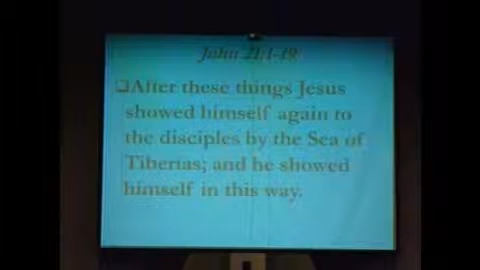 John 21:1-19
❑After these things Jesus
showed himself again to
the disciples by the Sea of
Tiberias; and he showed
himself in this way.